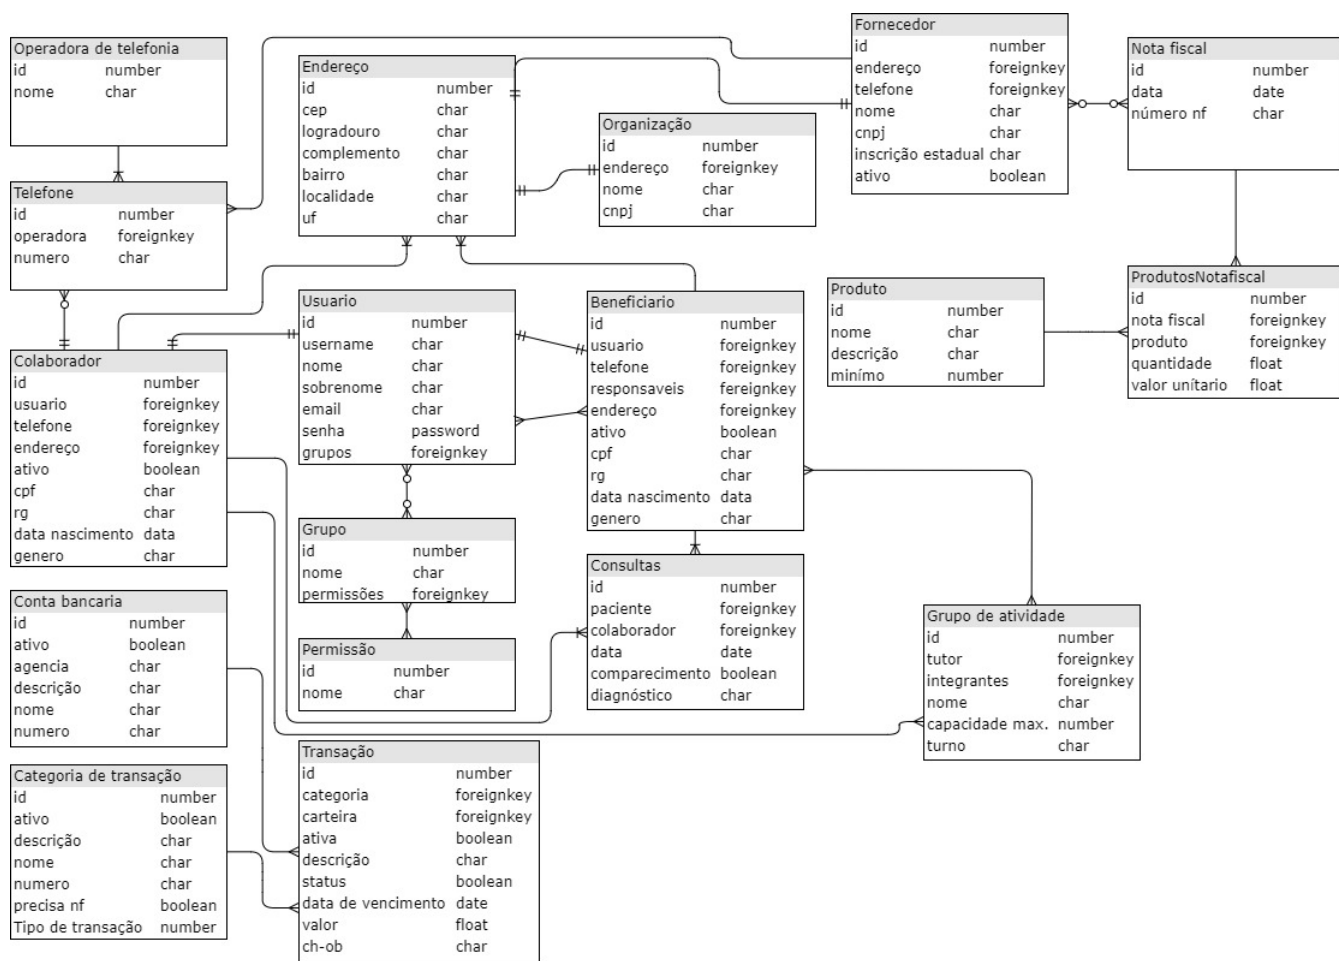 Operadora de telefonia
id number
nome char
Telefone
id number
operadora foreignkey
numero char
Colaborador
id number
usuario foreignkey
telefone foreignkey
endereço foreignkey
ativo boolean
cpf char
rg char
data nascimento data
genero char
Conta bancaria
id number
ativo boolean
agencia char
descrição char
nome char
numero char
Categoria de transação
id number
ativo boolean
descrição char
nome char
numero char
precisa nf boolean
Tipo de transação number
Endereço
id number
cep char
logradouro char
complemento char
bairro char
localidade char
uf char
Usuario
id number
username char
nome char
sobrenome char
email char
senha password
grupos foreignkey
Grupo
id number
nome char
permissões foreignkey
Permissão
id number
nome char
Transação
id number
categoria foreignkey
carteira foreignkey
ativa boolean
descrição char
status boolean
data de vencimento date
valor float
ch-ob char
Organização
id number
endereço foreignkey
nome char
cnpj char
Beneficiario
id number
usuario foreignkey
telefone foreignkey
responsaveis fereignkey
endereço foreignkey
ativo boolean
cpf char
rg char
data nascimento data
genero char
Consultas
id number
paciente foreignkey
colaborador foreignkey
data date
comparecimento boolean
diagnóstico char
Fornecedor
id number
endereço foreignkey
telefone foreignkey
nome char
cnpj char
inscrição estadual char
ativo boolean
Produto
id number
nome char
descrição char
minímo number
Grupo de atividade
id number
tutor foreignkey
integrantes foreignkey
nome char
capacidade max. number
turno char
Nota fiscal
id number
data date
número nf char
ProdutosNotafiscal
id number
nota fiscal foreignkey
produto foreignkey
quantidade float
valor unítario float